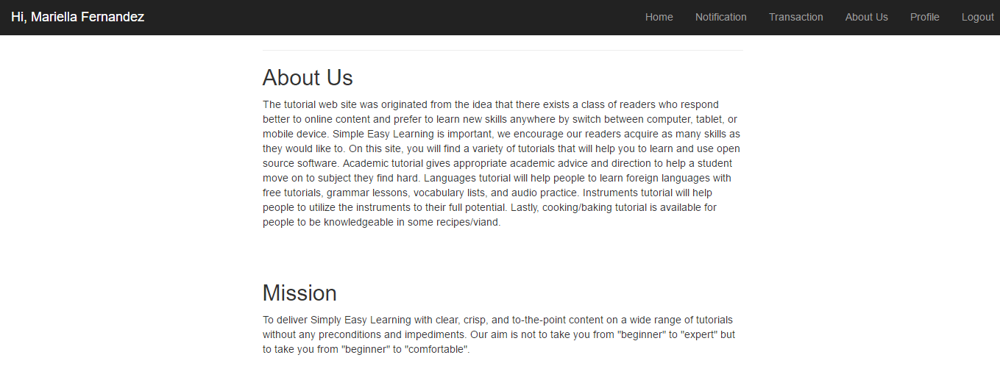 Hi, Mariella Fernandez Home Notification Transaction About Us Profile Logout
About Us
The tutorial web site was originated from the idea that there exists a class of readers who respond
better to online content and prefer to learn new skills anywhere by switch between computer, tablet, or
mobile device. Simple Easy Learning is important, we encourage our readers acquire as many skills as
they would like to. On this site, you will find a variety of tutorials that will help you to learn and use open
source software. Academic tutorial gives appropriate academic advice and direction to help a student
move on to subject they find hard. Languages tutorial will help people to learn foreign languages with
free tutorials, grammar lessons, vocabulary lists, and audio practice. Instruments tutorial will help
people to utilize the instruments to their full potential. Lastly, cooking/baking tutorial is available for
people to be knowledgeable in some recipes/viand.
Mission
To deliver Simply Easy Learning with clear, crisp, and to-the-point content on a wide range of tutorials
without any preconditions and impediments. Our aim is not to take you from "beginner" to "expert" but
to take you from "beginner" to "comfortable".